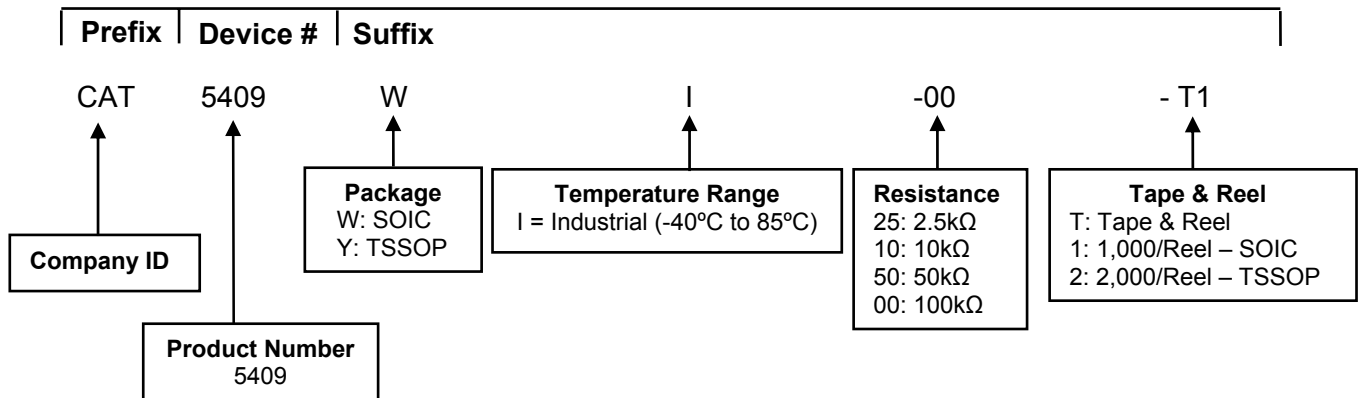 Prefix Device # Suffix
CAT 5409 W I -00 - T1
Company ID
Product Number
5409
Package
W: SOIC
Y: TSSOP
Temperature Range
I = Industrial (-40ºC to 85ºC)
Resistance
25: 2.5kΩ
10: 10kΩ
50: 50kΩ
00: 100kΩ
Tape & Reel
T: Tape & Reel
1: 1,000/Reel – SOIC
2: 2,000/Reel – TSSOP